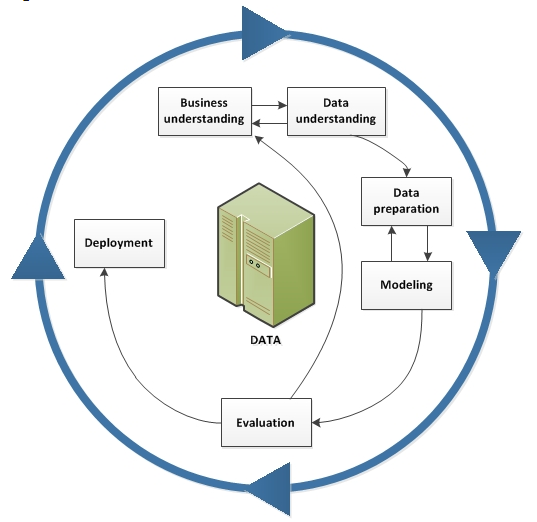 Business
understanding
Data
understanding
Data
preparation
Deployment
Modeling
DATA
Evaluation